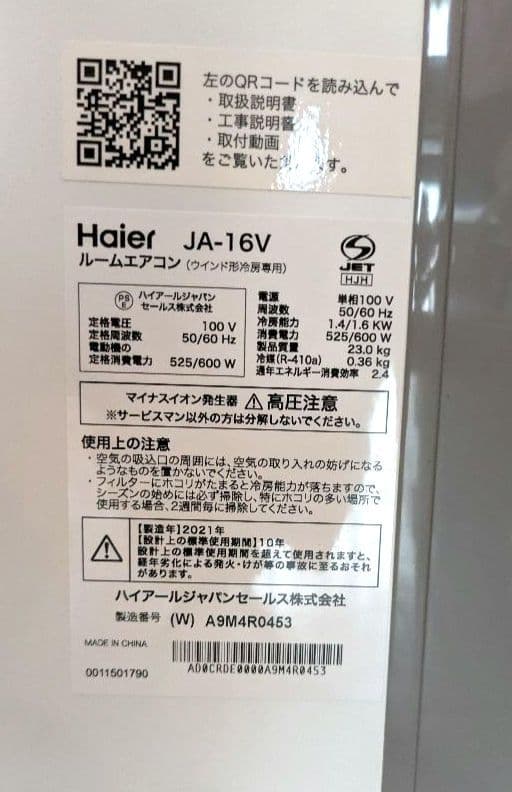 左のQRコードを読み込んで
・取扱説明書
・工事説明書
・取付動画
をご覧いただけます。
Haier JA-16V
ルームエアコン (ウインド形冷房専用)
JET
HJH
PS
E
ハイアールジャパン
セールス株式会社
定格電圧 100 V
定格周波数 50/60 Hz
電動機の
定格消費電力 525/600 W
電源 単相100 V
周波数 50/60 Hz
冷房能力 1.4/1.6 KW
消費電力 525/600 W
製品質量 23.0 kg
冷媒(R-410a) 0.36 kg
通年エネルギー消費効率 2.4
マイナスイオン発生器 ⚠ 高圧注意
※サービスマン以外の方は分解しないでください。
使用上の注意
・空気の吸込口の周囲には、空気の取り入れの妨げになる
ようなものを置かないでください。
・フィルターにホコリがたまると冷房能力が落ちますので、
シーズンの始めには必ず掃除し、特にホコリの多い場所で
使用する場合、2週間毎に掃除してください。
【製造年】2021年
【設計上の標準使用期間】10年
設計上の標準使用期間を超えて使用されますと、
経年劣化による発火・けが等の事故に至るおそれ
があります。
ハイアールジャパンセールス株式会社
製造番号 (W) A9M4R0453
MADE IN CHINA
0011501790
AD0CRDE0000A9M4R0453